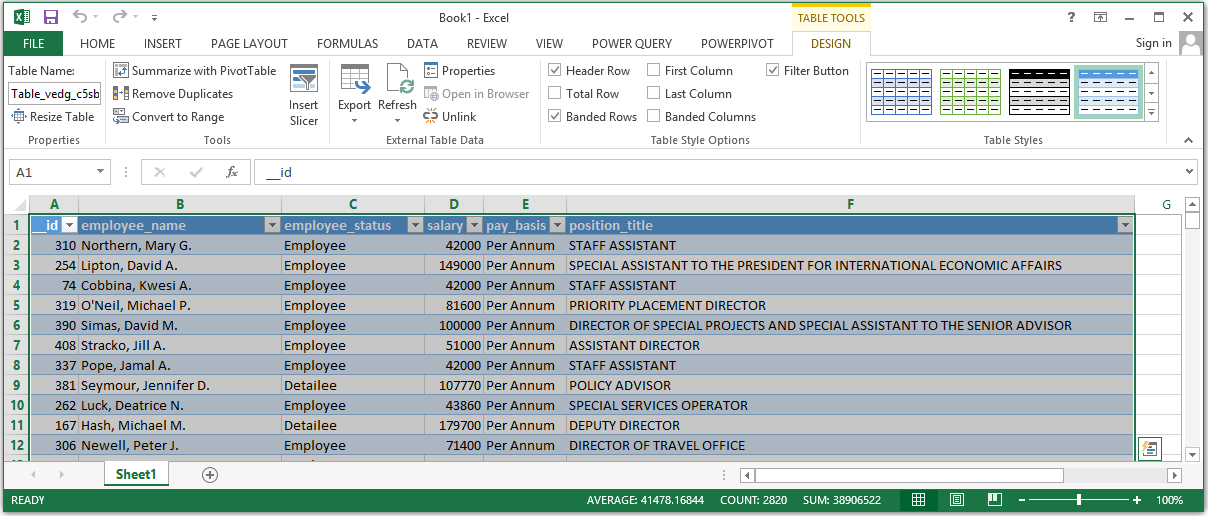 Book1 - Excel
TABLE TOOLS
?
FILE HOME INSERT PAGE LAYOUT FORMULAS DATA REVIEW VIEW POWER QUERY POWERPIVOT DESIGN Sign in
Table Name: Summarize with PivotTable Properties Header Row First Column Filter Button
Table_vedg_c5sb Remove Duplicates Insert Slicer Export Refresh Open in Browser Total Row Last Column
Resize Table Convert to Range Unlink Banded Rows Banded Columns
Properties Tools External Table Data Table Style Options Table Styles
A1 fx __id
A B C D E F G
1 __id employee_name employee_status salary pay_basis position_title
2 310 Northern, Mary G. Employee 42000 Per Annum STAFF ASSISTANT
3 254 Lipton, David A. Employee 149000 Per Annum SPECIAL ASSISTANT TO THE PRESIDENT FOR INTERNATIONAL ECONOMIC AFFAIRS
4 74 Cobbina, Kwesi A. Employee 42000 Per Annum STAFF ASSISTANT
5 319 O'Neil, Michael P. Employee 81600 Per Annum PRIORITY PLACEMENT DIRECTOR
6 390 Simas, David M. Employee 100000 Per Annum DIRECTOR OF SPECIAL PROJECTS AND SPECIAL ASSISTANT TO THE SENIOR ADVISOR
7 408 Stracko, Jill A. Employee 51000 Per Annum ASSISTANT DIRECTOR
8 337 Pope, Jamal A. Employee 42000 Per Annum STAFF ASSISTANT
9 381 Seymour, Jennifer D. Detailee 107770 Per Annum POLICY ADVISOR
10 262 Luck, Deatrice N. Employee 43860 Per Annum SPECIAL SERVICES OPERATOR
11 167 Hash, Michael M. Detailee 179700 Per Annum DEPUTY DIRECTOR
12 306 Newell, Peter J. Employee 71400 Per Annum DIRECTOR OF TRAVEL OFFICE
Sheet1
READY AVERAGE: 41478.16844 COUNT: 2820 SUM: 38906522 100%